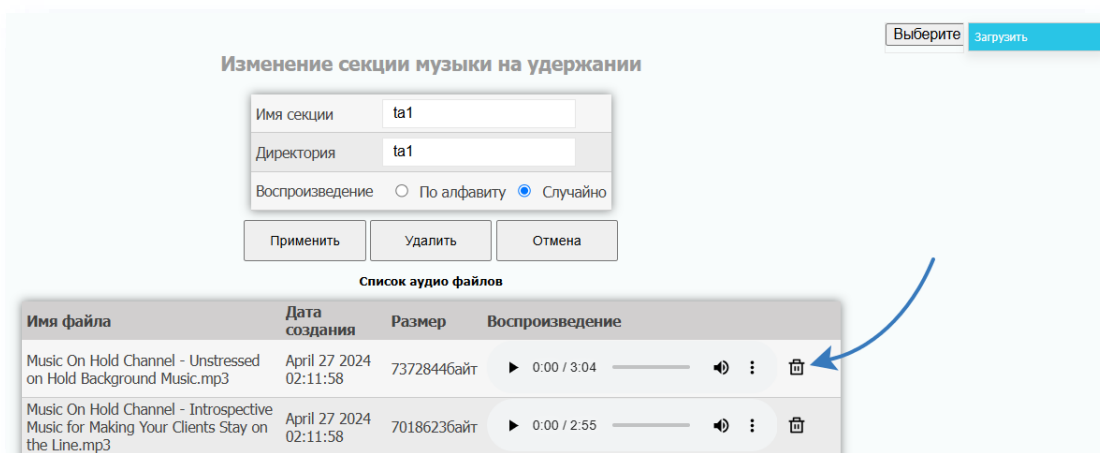 Выберите
Загрузить
Изменение секции музыки на удержании
Имя секции ta1
Директория ta1
Воспроизведение По алфавиту Случайно
Применить Удалить Отмена
Список аудио файлов
Имя файла Дата создания Размер Воспроизведение
Music On Hold Channel - Unstressed
on Hold Background Music.mp3
April 27 2024
02:11:58
7372844байт
0:00 / 3:04
Music On Hold Channel - Introspective
Music for Making Your Clients Stay on
the Line.mp3
April 27 2024
02:11:58
7018623байт
0:00 / 2:55